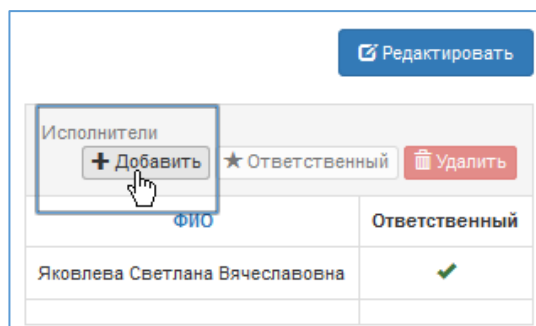 Редактировать
Исполнители
Добавить Ответственный Удалить
ФИО Ответственный
Яковлева Светлана Вячеславовна